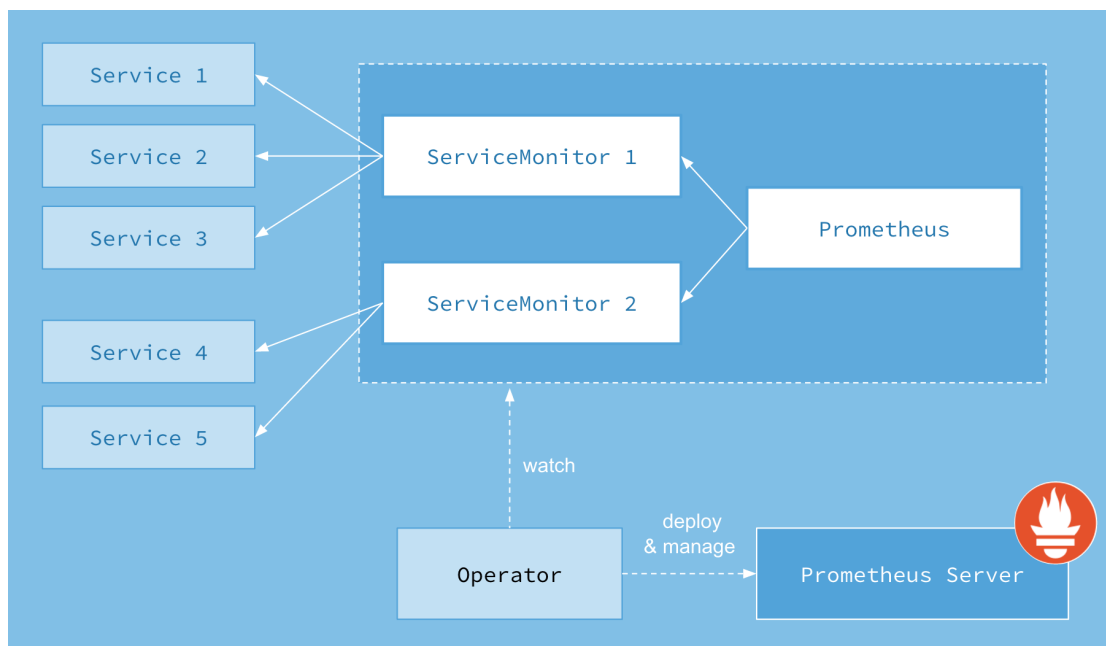 Service 1
Service 2
Service 3
Service 4
Service 5
ServiceMonitor 1
ServiceMonitor 2
Prometheus
watch
deploy
& manage
Operator
Prometheus Server